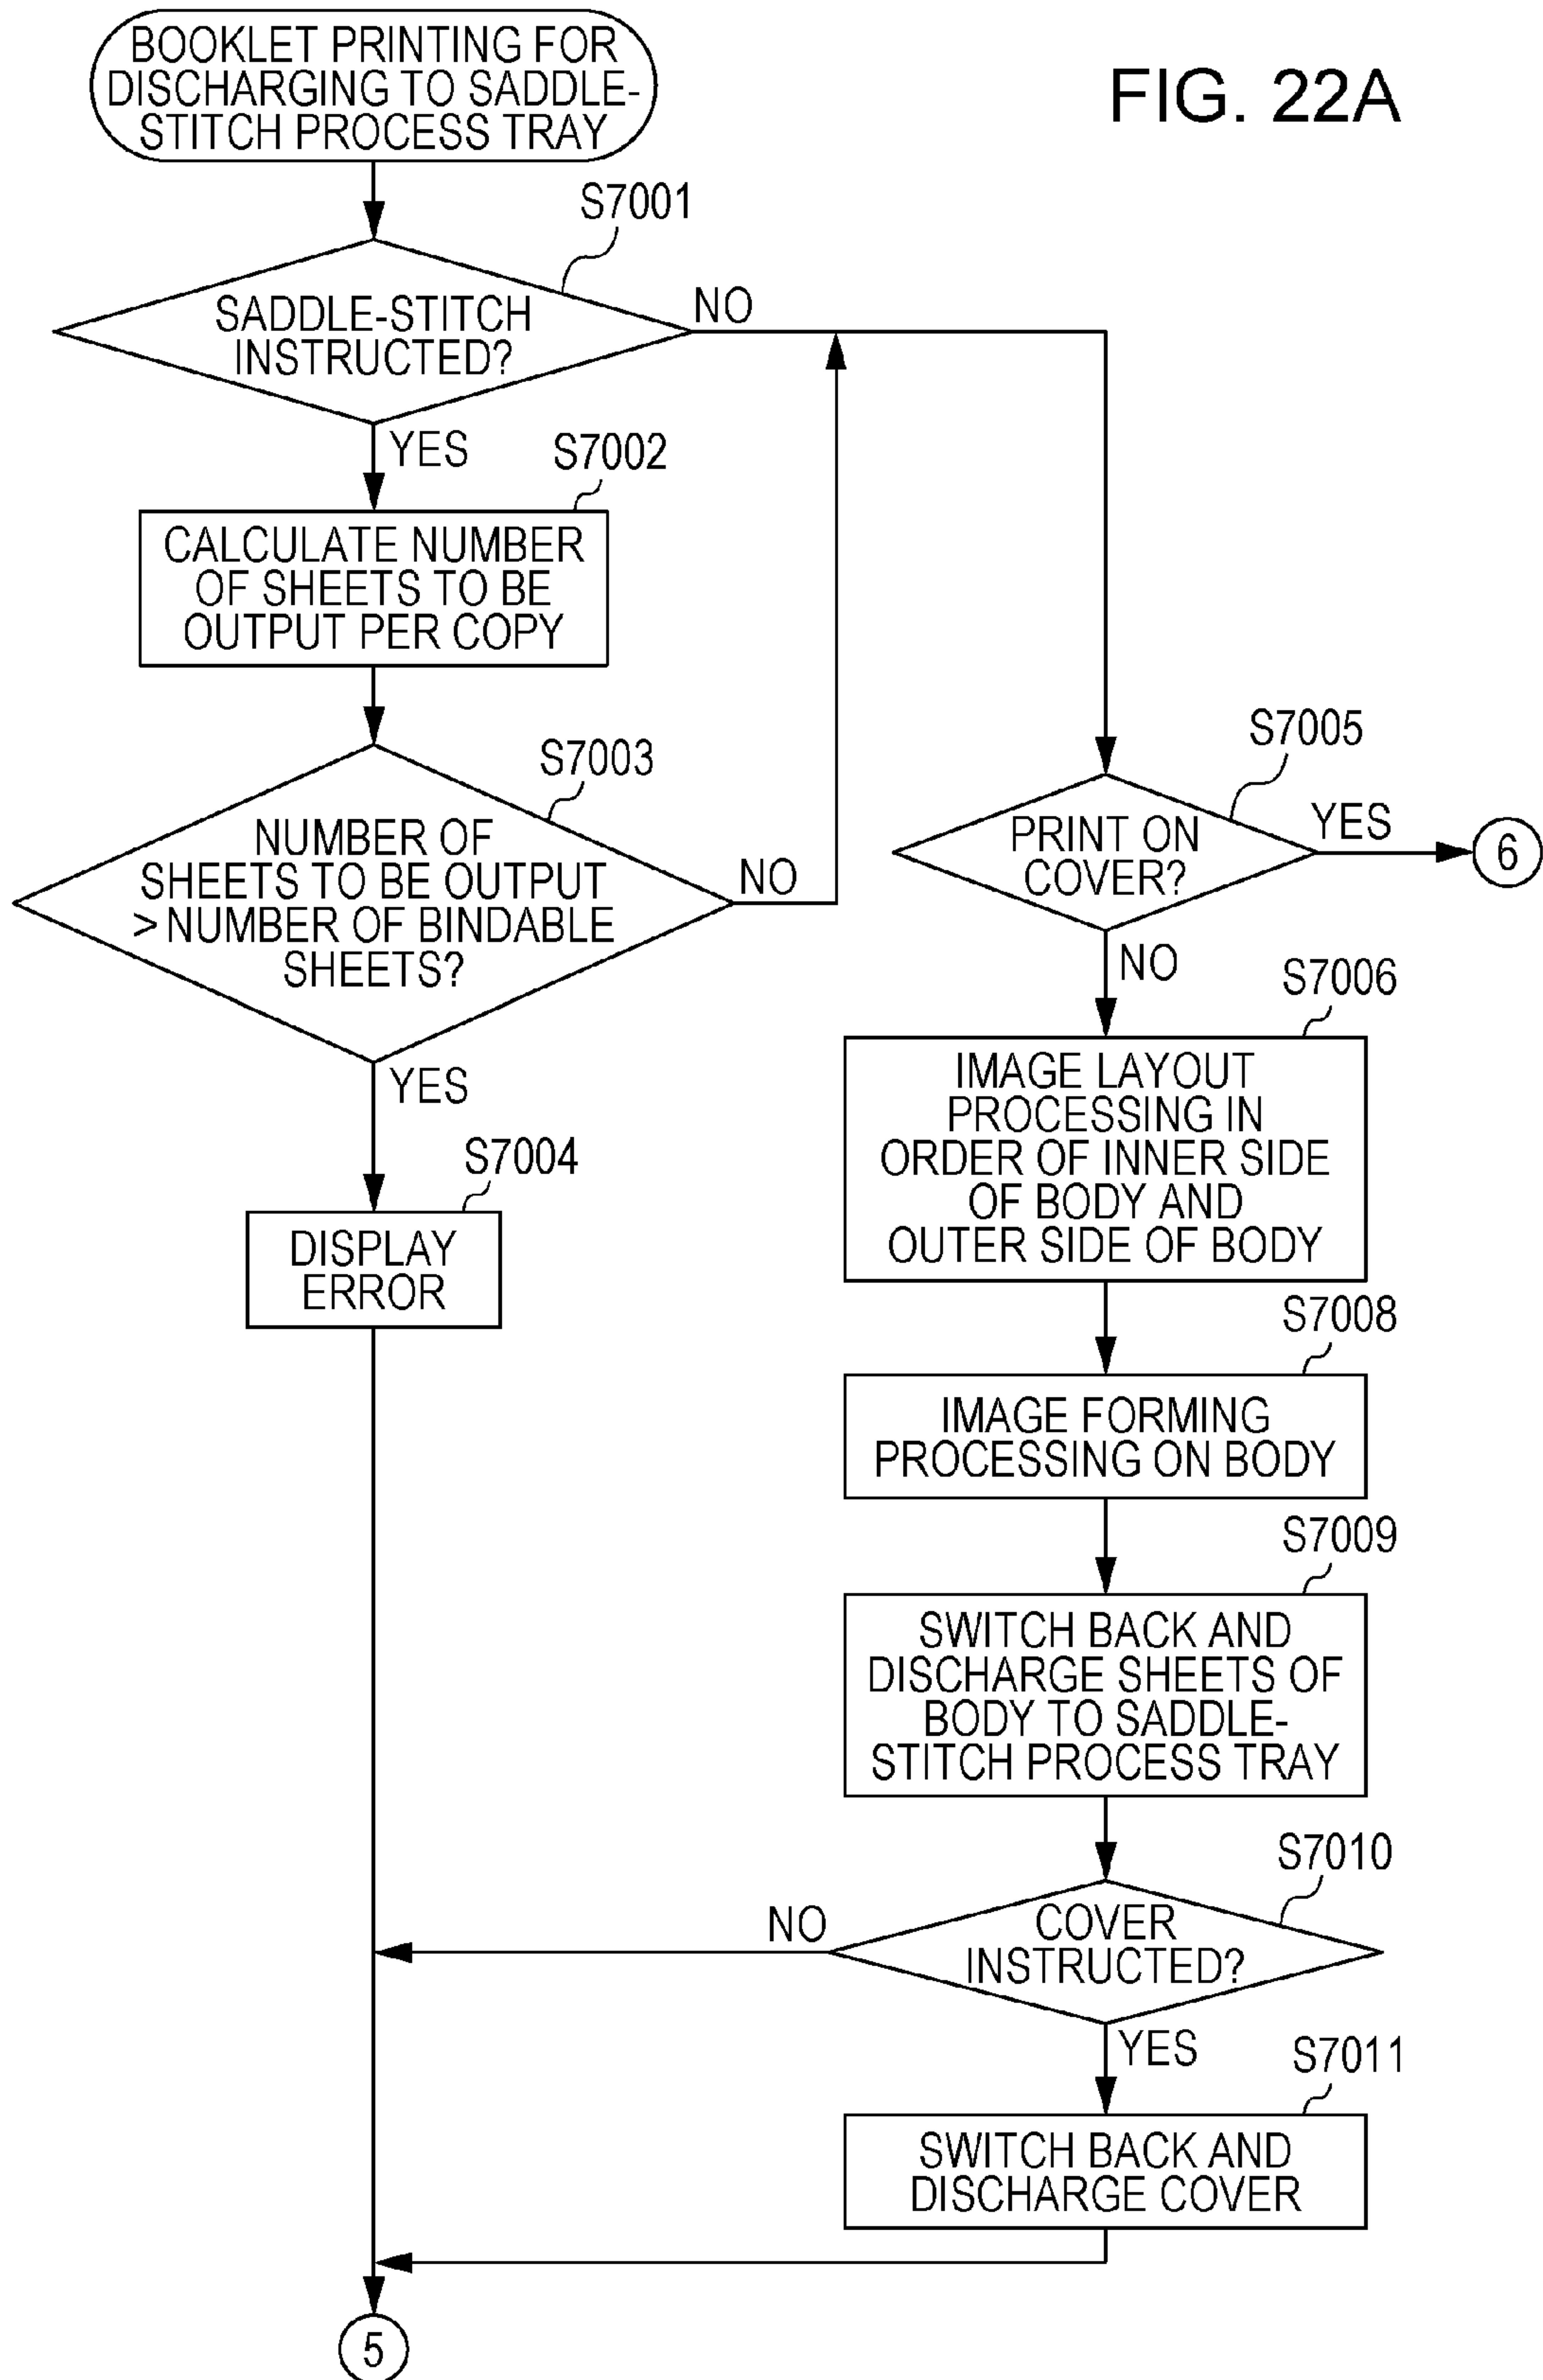 BOOKLET PRINTING FOR
DISCHARGING TO SADDLE-
STITCH PROCESS TRAY
FIG. 22A
S7001
SADDLE-STITCH
INSTRUCTED?
NO
YES
S7002
CALCULATE NUMBER
OF SHEETS TO BE
OUTPUT PER COPY
S7003
NUMBER OF
SHEETS TO BE OUTPUT
> NUMBER OF BINDABLE
SHEETS?
NO
YES
S7004
DISPLAY
ERROR
S7005
PRINT ON
COVER?
YES
6
NO
S7006
IMAGE LAYOUT
PROCESSING IN
ORDER OF INNER SIDE
OF BODY AND
OUTER SIDE OF BODY
S7008
IMAGE FORMING
PROCESSING ON BODY
S7009
SWITCH BACK AND
DISCHARGE SHEETS OF
BODY TO SADDLE-
STITCH PROCESS TRAY
S7010
COVER
INSTRUCTED?
NO
YES
S7011
SWITCH BACK AND
DISCHARGE COVER
5